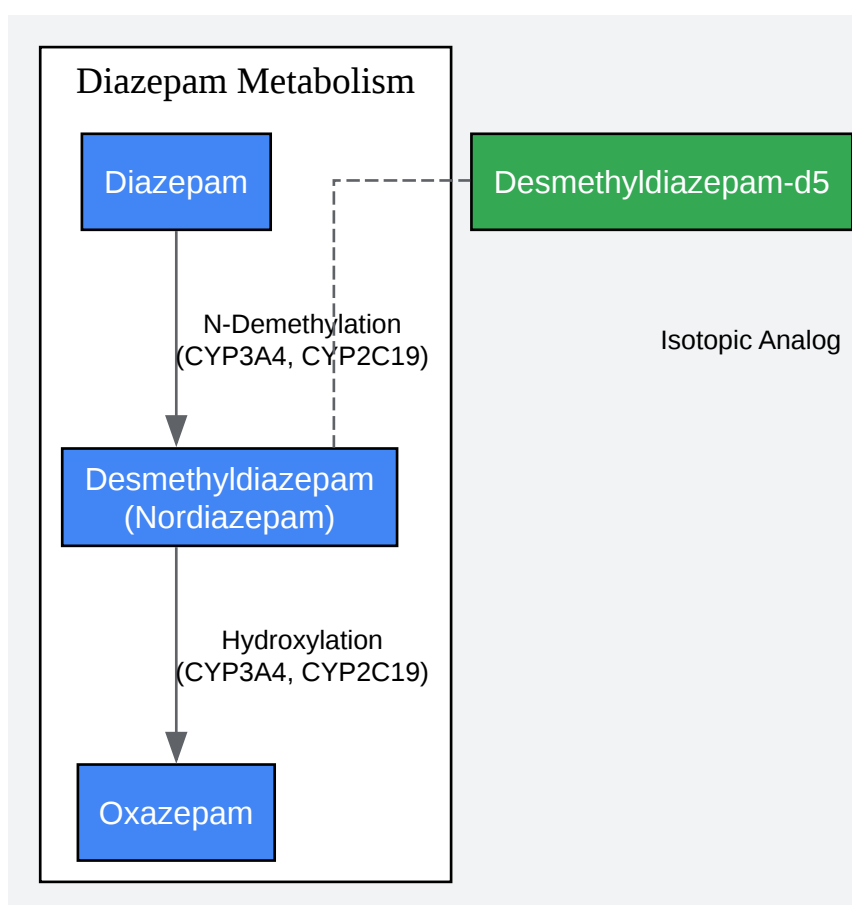 Diazepam Metabolism
Diazepam
Desmethyldiazepam-d5
N-Demethylation
(CYP3A4, CYP2C19)
Isotopic Analog
Desmethyldiazepam
(Nordiazepam)
Hydroxylation
(CYP3A4, CYP2C19)
Oxazepam